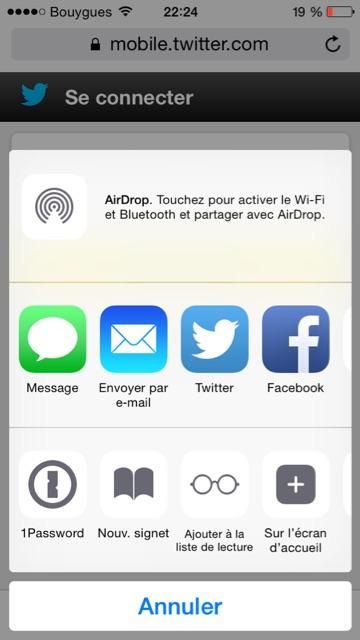 Bouygues 22:24 19 %
mobile.twitter.com
Se connecter
AirDrop. Touchez pour activer le Wi-Fi
et Bluetooth et partager avec AirDrop.
Message Envoyer par Twitter Facebook
e-mail
1Password Nouv. signet Ajouter à la Sur l'écran
liste de lecture d'accueil
Annuler